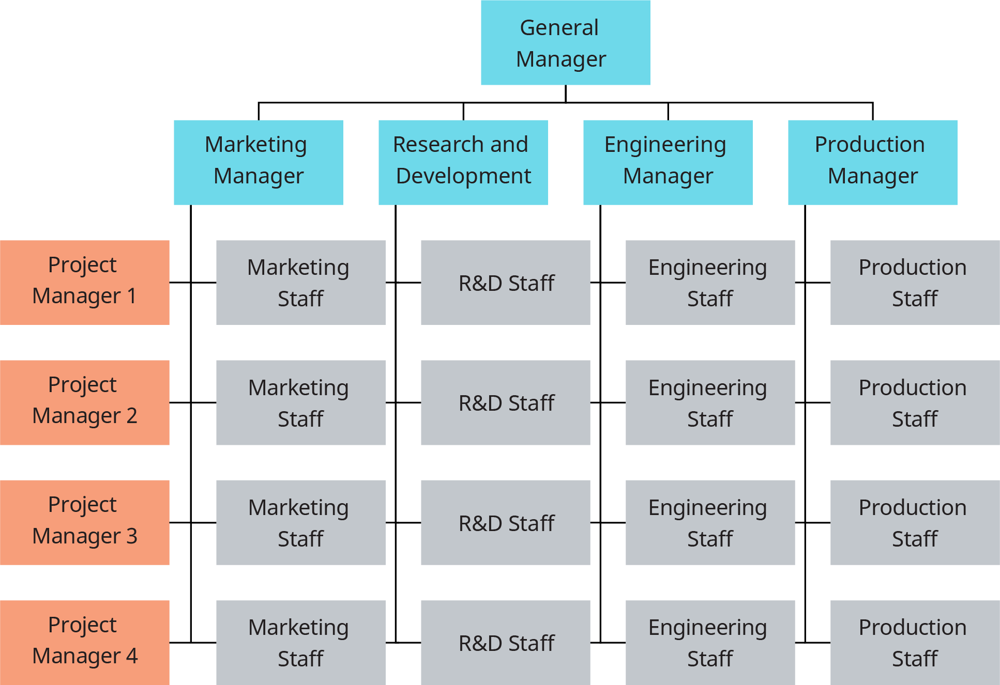 General
Manager
Marketing
Manager
Research and
Development
Engineering
Manager
Production
Manager
Project
Manager 1
Marketing
Staff
R&D Staff
Engineering
Staff
Production
Staff
Project
Manager 2
Marketing
Staff
R&D Staff
Engineering
Staff
Production
Staff
Project
Manager 3
Marketing
Staff
R&D Staff
Engineering
Staff
Production
Staff
Project
Manager 4
Marketing
Staff
R&D Staff
Engineering
Staff
Production
Staff